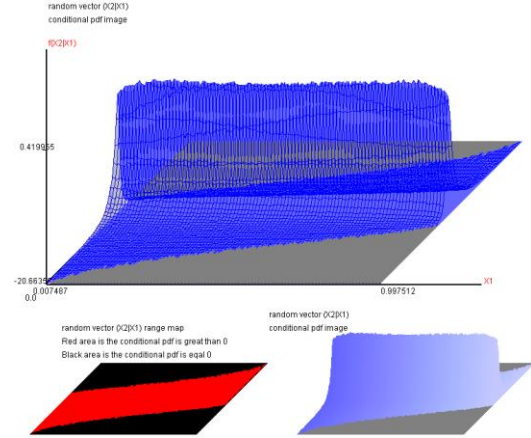 random vector (X2|X1)
conditional pdf image
f(X2|X1)
0.419955
-20.6635
0.007487
0.0
0.997512
X1
random vector (X2|X1) range map
Red area is the conditional pdf is great than 0
Black area is the conditional pdf is eqal 0
random vector (X2|X1)
conditional pdf image